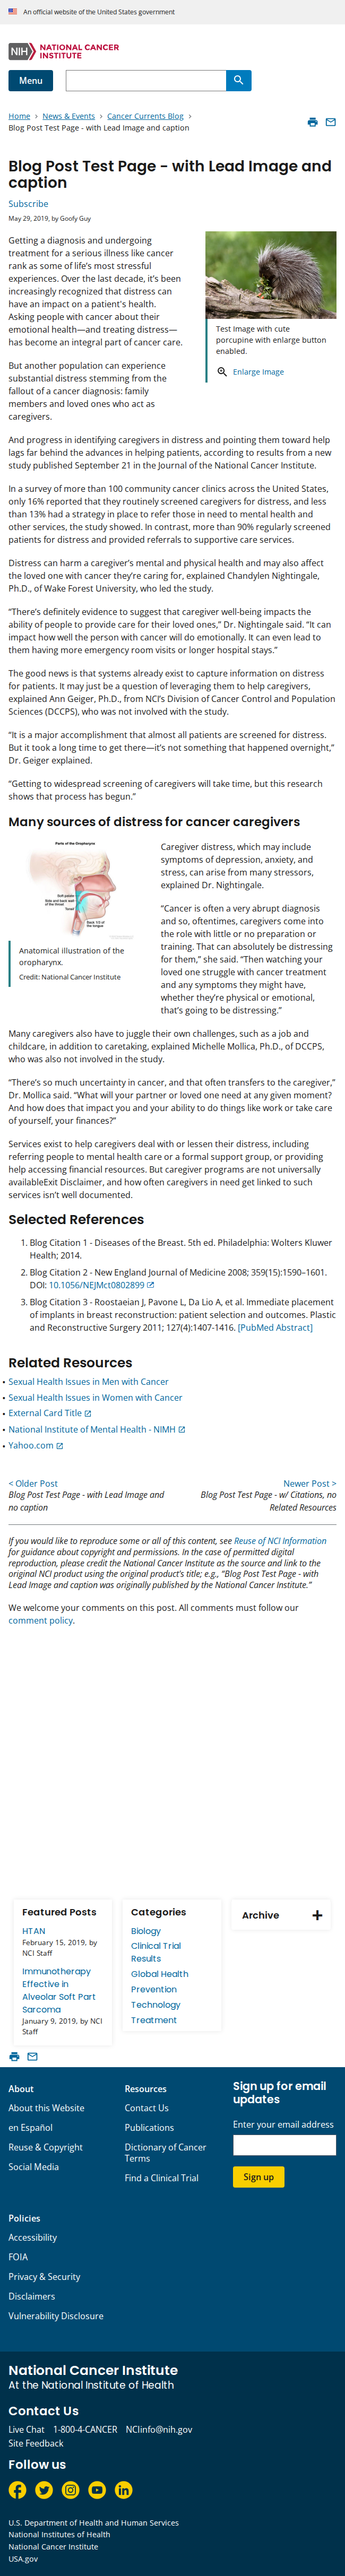 An official website of the United States government
NIH NATIONAL CANCER
INSTITUTE
Menu
Home > News & Events > Cancer Currents Blog >
Blog Post Test Page - with Lead Image and caption
Blog Post Test Page - with Lead Image and
caption
Subscribe
May 29, 2019, by Goofy Guy
Getting a diagnosis and undergoing
treatment for a serious illness like cancer
rank as some of life's most stressful
experiences. Over the last decade, it's been
increasingly recognized that distress can
have an impact on a patient's health.
Asking people with cancer about their
emotional health—and treating distress—
has become an integral part of cancer care.
Test Image with cute
porcupine with enlarge button
enabled.
Enlarge Image
But another population can experience
substantial distress stemming from the
fallout of a cancer diagnosis: family
members and loved ones who act as
caregivers.
And progress in identifying caregivers in distress and pointing them toward help
lags far behind the advances in helping patients, according to results from a new
study published September 21 in the Journal of the National Cancer Institute.
In a survey of more than 100 community cancer clinics across the United States,
only 16% reported that they routinely screened caregivers for distress, and less
than 13% had a strategy in place to refer those in need to mental health and
other services, the study showed. In contrast, more than 90% regularly screened
patients for distress and provided referrals to supportive care services.
Distress can harm a caregiver's mental and physical health and may also affect
the loved one with cancer they're caring for, explained Chandylen Nightingale,
Ph.D., of Wake Forest University, who led the study.
“There's definitely evidence to suggest that caregiver well-being impacts the
ability of people to provide care for their loved ones,” Dr. Nightingale said. “It can
impact how well the person with cancer will do emotionally. It can even lead to
them having more emergency room visits or longer hospital stays.”
The good news is that systems already exist to capture information on distress
for patients. It may just be a question of leveraging them to help caregivers,
explained Ann Geiger, Ph.D., from NCI's Division of Cancer Control and Population
Sciences (DCCPS), who was not involved with the study.
“It is a major accomplishment that almost all patients are screened for distress.
But it took a long time to get there—it's not something that happened overnight,”
Dr. Geiger explained.
“Getting to widespread screening of caregivers will take time, but this research
shows that process has begun.”
Many sources of distress for cancer caregivers
Parts of the Oropharynx
Soft palate
Side and back wall
of the throat
Tonsil
Back 1/3 of
the tongue
Anatomical illustration of the
oropharynx.
Credit: National Cancer Institute
Caregiver distress, which may include
symptoms of depression, anxiety, and
stress, can arise from many stressors,
explained Dr. Nightingale.
“Cancer is often a very abrupt diagnosis
and so, oftentimes, caregivers come into
the role with little or no preparation or
training. That can absolutely be distressing
for them,” she said. “Then watching your
loved one struggle with cancer treatment
and any symptoms they might have,
whether they're physical or emotional,
that's going to be distressing.”
Many caregivers also have to juggle their own challenges, such as a job and
childcare, in addition to caretaking, explained Michelle Mollica, Ph.D., of DCCPS,
who was also not involved in the study.
“There's so much uncertainty in cancer, and that often transfers to the caregiver,”
Dr. Mollica said. “What will your partner or loved one need at any given moment?
And how does that impact you and your ability to do things like work or take care
of yourself, your finances?”
Services exist to help caregivers deal with or lessen their distress, including
referring people to mental health care or a formal support group, or providing
help accessing financial resources. But caregiver programs are not universally
availableExit Disclaimer, and how often caregivers in need get linked to such
services isn't well documented.
Selected References
1. Blog Citation 1 - Diseases of the Breast. 5th ed. Philadelphia: Wolters Kluwer
Health; 2014.
2. Blog Citation 2 - New England Journal of Medicine 2008; 359(15):1590–1601.
DOI: 10.1056/NEJMct0802899
3. Blog Citation 3 - Roostaeian J, Pavone L, Da Lio A, et al. Immediate placement
of implants in breast reconstruction: patient selection and outcomes. Plastic
and Reconstructive Surgery 2011; 127(4):1407-1416. [PubMed Abstract]
Related Resources
• Sexual Health Issues in Men with Cancer
• Sexual Health Issues in Women with Cancer
• External Card Title
• National Institute of Mental Health - NIMH
• Yahoo.com
< Older Post
Blog Post Test Page - with Lead Image and
no caption
Newer Post >
Blog Post Test Page - w/ Citations, no
Related Resources
If you would like to reproduce some or all of this content, see Reuse of NCI Information
for guidance about copyright and permissions. In the case of permitted digital
reproduction, please credit the National Cancer Institute as the source and link to the
original NCI product using the original product's title; e.g., “Blog Post Test Page - with
Lead Image and caption was originally published by the National Cancer Institute.”
We welcome your comments on this post. All comments must follow our
comment policy.
Featured Posts
HTAN
February 15, 2019, by
NCI Staff
Immunotherapy
Effective in
Alveolar Soft Part
Sarcoma
January 9, 2019, by NCI
Staff
Categories
Biology
Clinical Trial
Results
Global Health
Prevention
Technology
Treatment
Archive +
About
About this Website
en Español
Reuse & Copyright
Social Media
Resources
Contact Us
Publications
Dictionary of Cancer
Terms
Find a Clinical Trial
Sign up for email
updates
Enter your email address
Sign up
Policies
Accessibility
FOIA
Privacy & Security
Disclaimers
Vulnerability Disclosure
National Cancer Institute
At the National Institute of Health
Contact Us
Live Chat 1-800-4-CANCER NCIinfo@nih.gov
Site Feedback
Follow us
U.S. Department of Health and Human Services
National Institutes of Health
National Cancer Institute
USA.gov